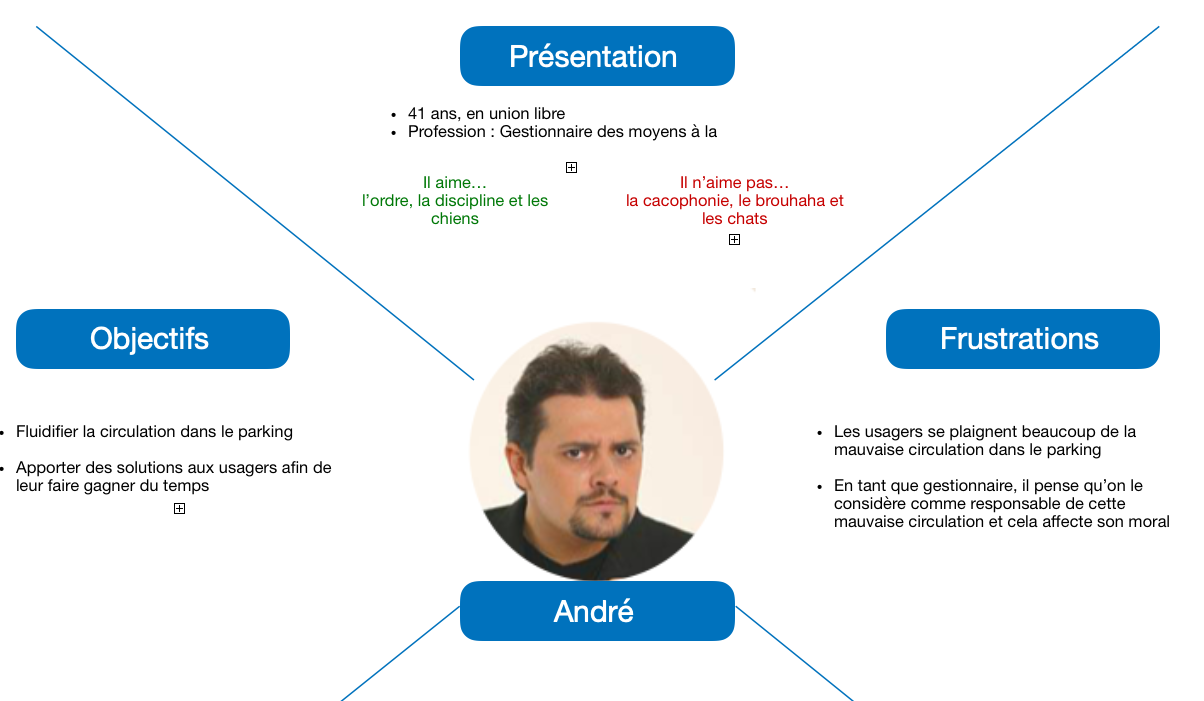 Présentation
• 41 ans, en union libre
• Profession : Gestionnaire des moyens à la
Il aime…
l’ordre, la discipline et les
chiens
Il n’aime pas…
la cacophonie, le brouhaha et
les chats
Objectifs
• Fluidifier la circulation dans le parking
• Apporter des solutions aux usagers afin de
leur faire gagner du temps
Frustrations
• Les usagers se plaignent beaucoup de la
mauvaise circulation dans le parking
• En tant que gestionnaire, il pense qu’on le
considère comme responsable de cette
mauvaise circulation et cela affecte son moral
André